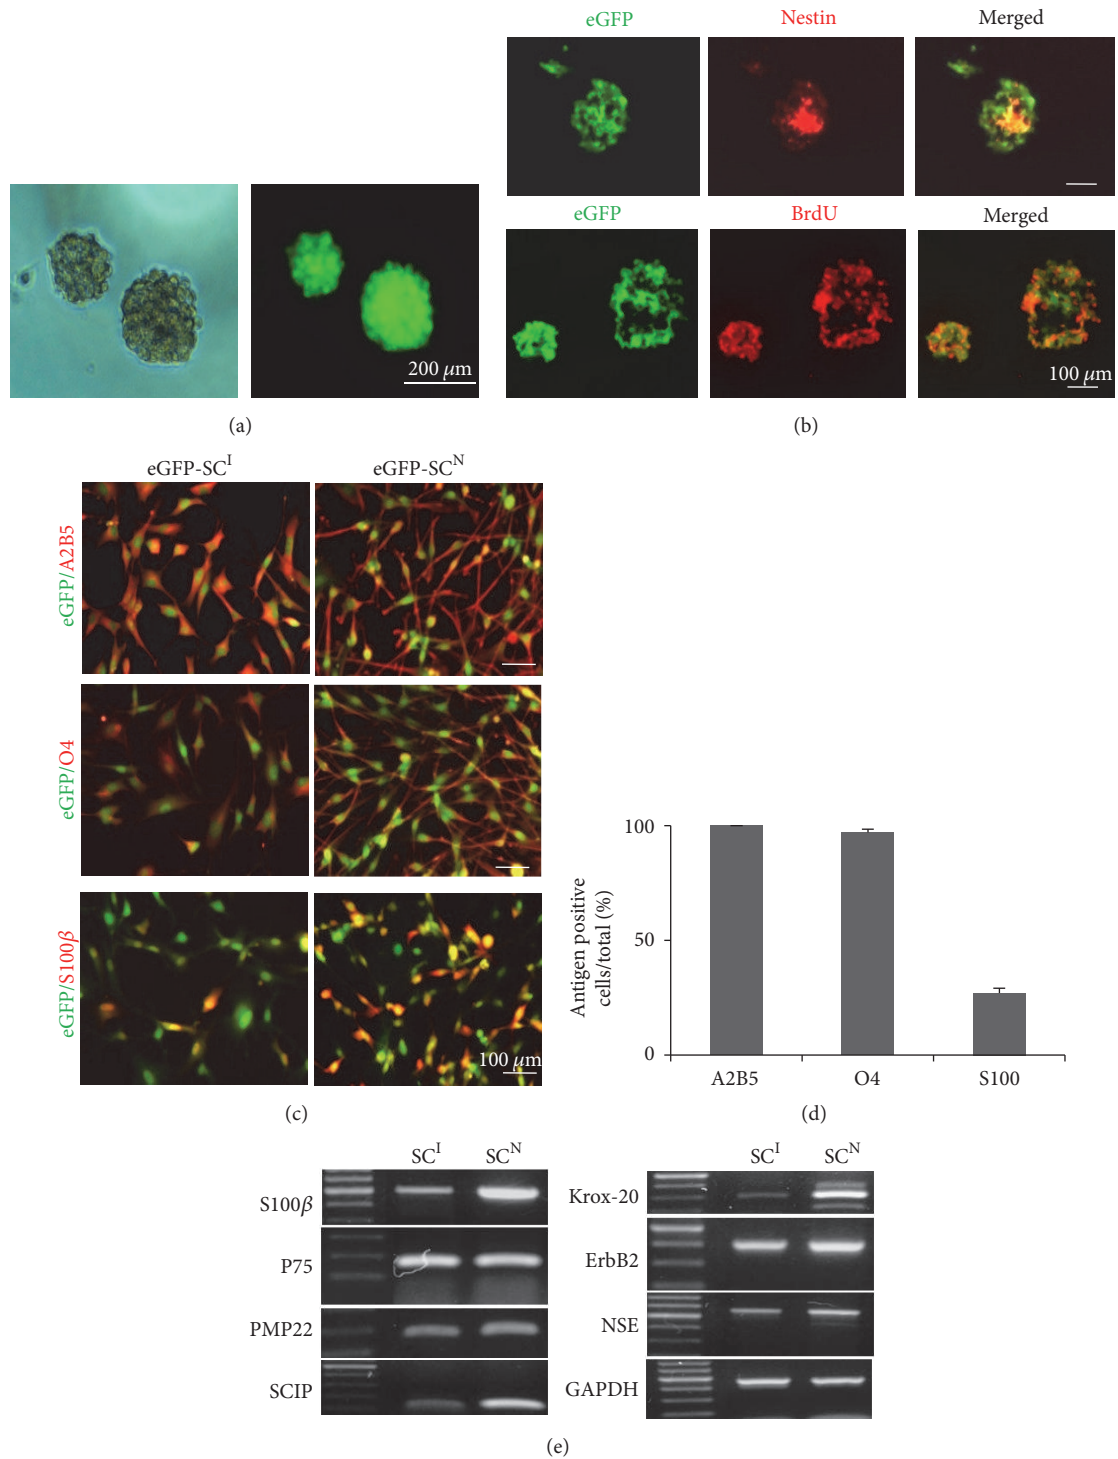 eGFP
Nestin
Merged
eGFP
BrdU
Merged
200 μm
100 μm
(a)
(b)
eGFP-SC^I
eGFP-SC^N
eGFP/A2B5
eGFP/O4
eGFP/S100β
100 μm
(c)
Antigen positive
cells/total (%)
100
50
0
A2B5
O4
S100
(d)
SC^I
SC^N
S100β
P75
PMP22
SCIP
SC^I
SC^N
Krox-20
ErbB2
NSE
GAPDH
(e)